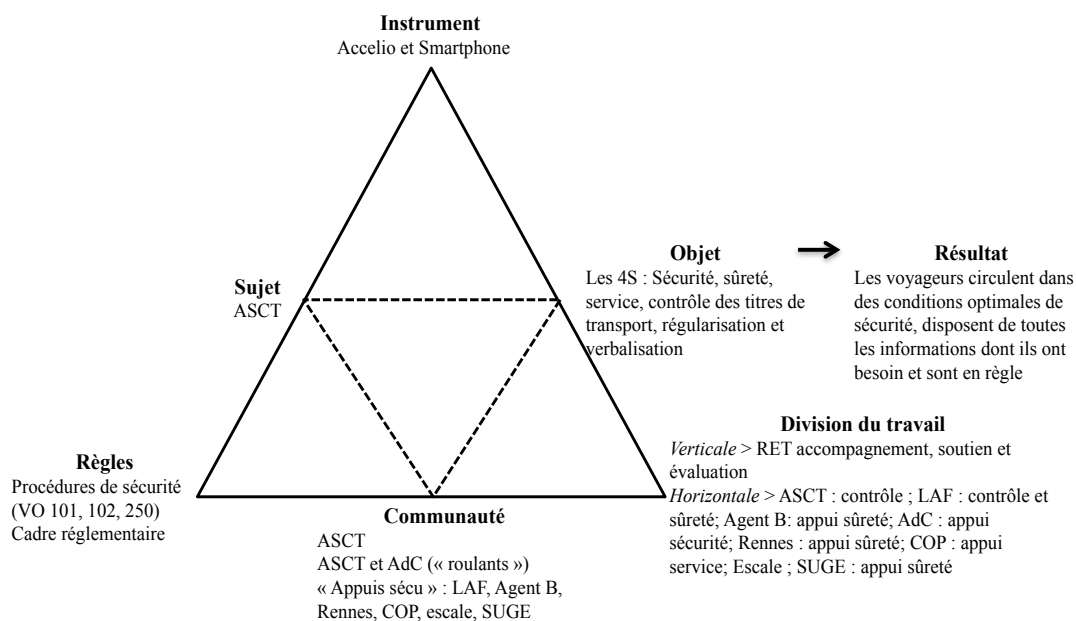 Instrument
Accelio et Smartphone
Sujet
ASCT
Objet
Les 4S : Sécurité, sûreté,
service, contrôle des titres de
transport, régularisation et
verbalisation
Résultat
Les voyageurs circulent dans
des conditions optimales de
sécurité, disposent de toutes
les informations dont ils ont
besoin et sont en règle
Règles
Procédures de sécurité
(VO 101, 102, 250)
Cadre réglementaire
Communauté
ASCT
ASCT et AdC (« roulants »)
« Appuis sécu » : LAF, Agent B,
Rennes, COP, escale, SUGE
Division du travail
Verticale > RET accompagnement, soutien et
évaluation
Horizontale > ASCT : contrôle ; LAF : contrôle et
sûreté; Agent B: appui sûreté; AdC : appui
sécurité; Rennes : appui sûreté; COP : appui
service; Escale ; SUGE : appui sûreté